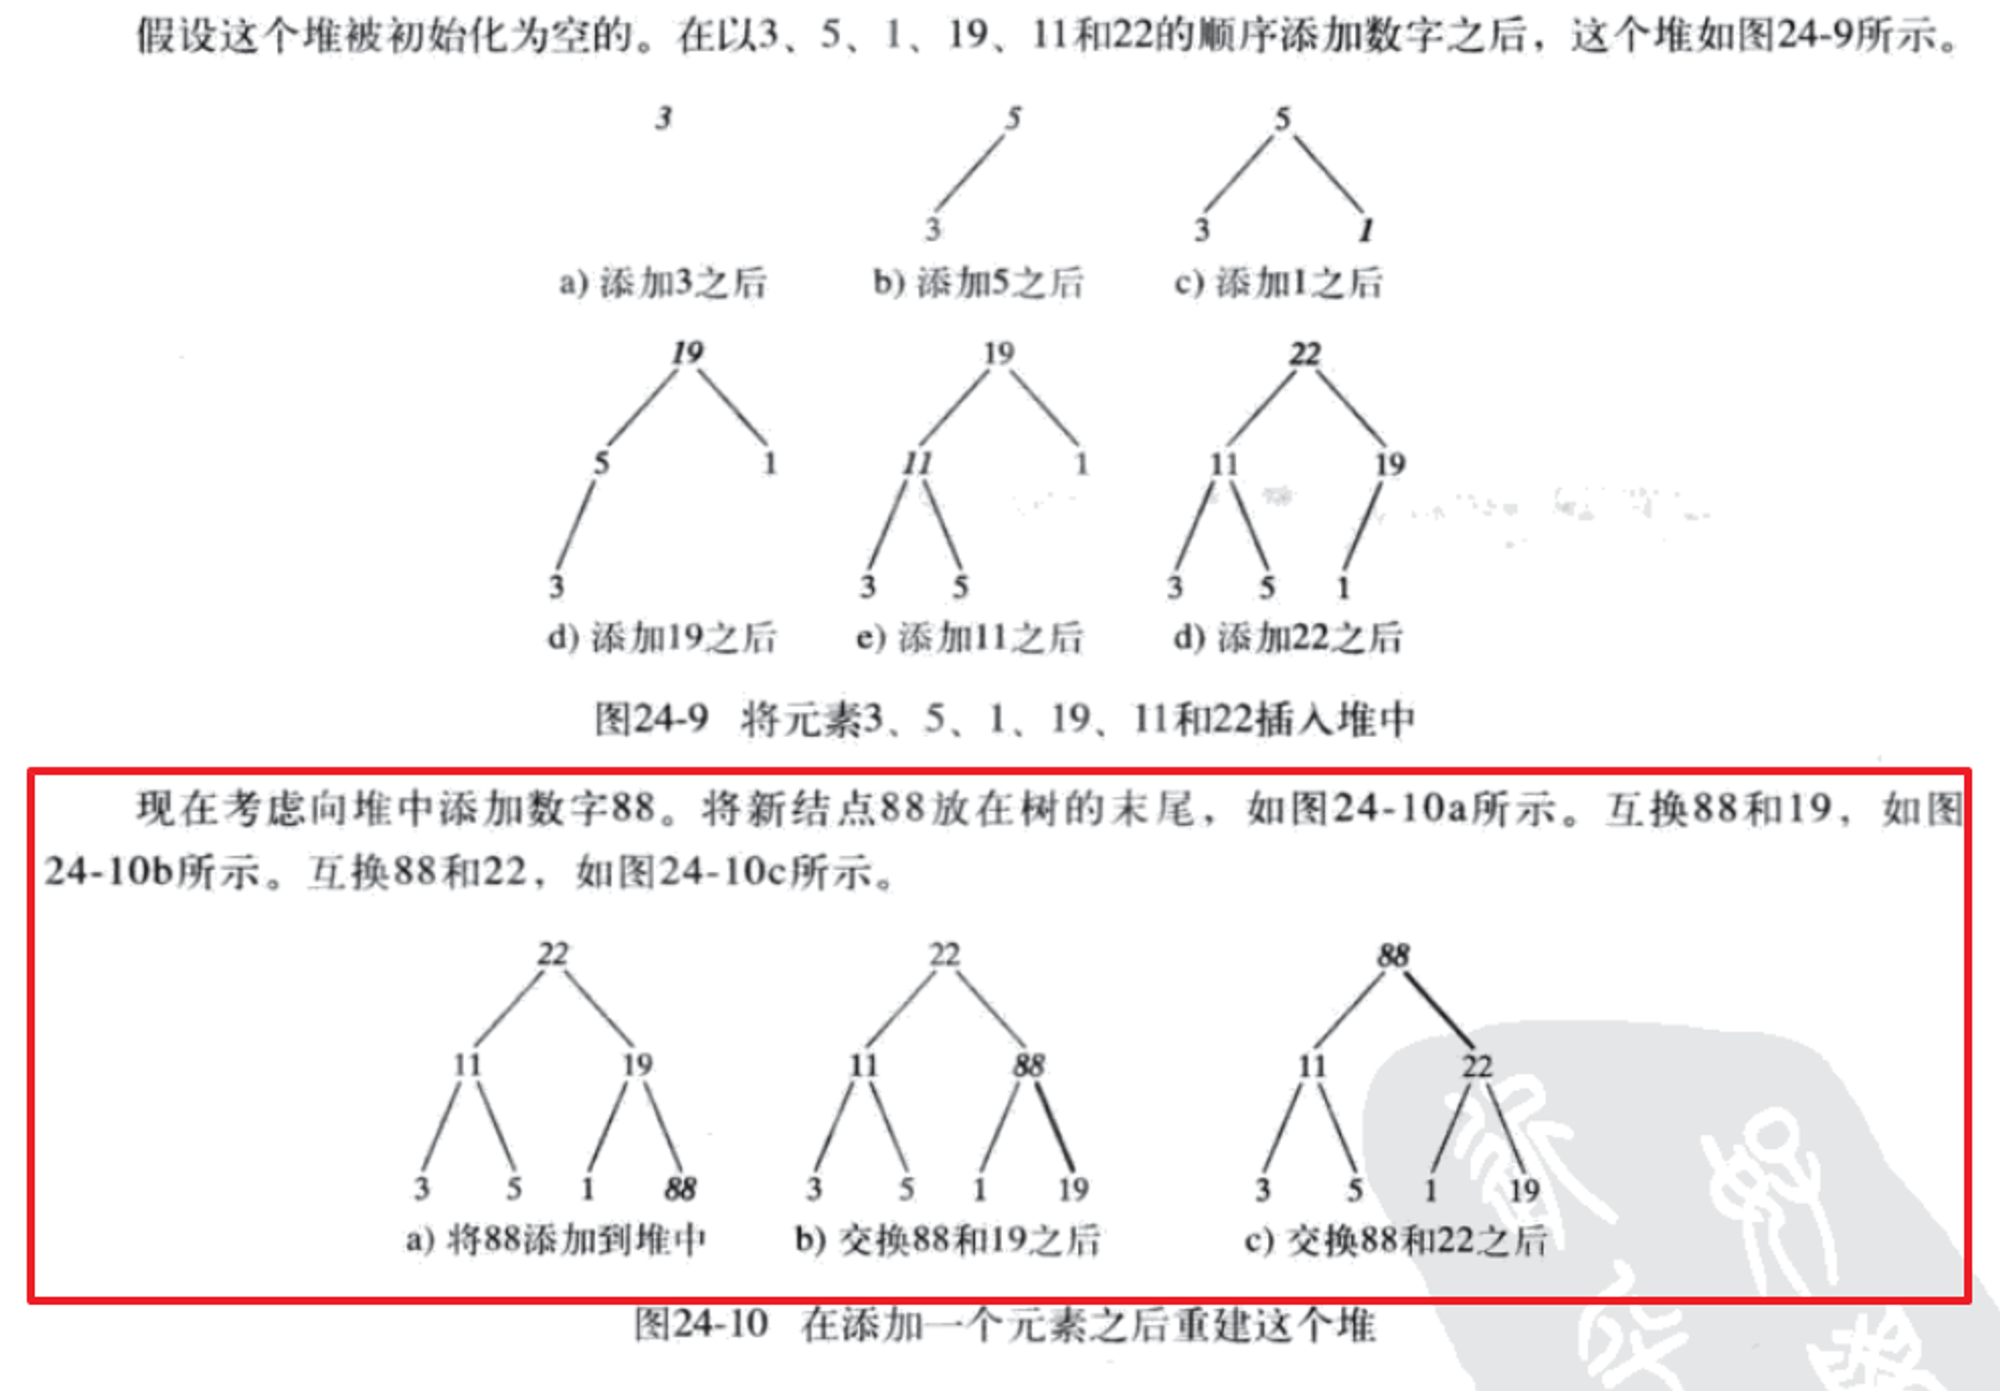 假设这个堆被初始化为空的。在以3、5、1、19、11和22的顺序添加数字之后，这个堆如图24-9所示。
3 5 5
3 3 1
a) 添加3之后 b) 添加5之后 c) 添加1之后
19 19 22
5 1 11 1 11 19
3 3 5 3 5 1
d) 添加19之后 e) 添加11之后 d) 添加22之后
图24-9 将元素3、5、1、19、11和22插入堆中
现在考虑向堆中添加数字88。将新结点88放在树的末尾，如图24-10a所示。互换88和19，如图
24-10b所示。互换88和22，如图24-10c所示。
22 22 88
11 19 11 88 11 22
3 5 1 88 3 5 1 19 3 5 1 19
a) 将88添加到堆中 b) 交换88和19之后 c) 交换88和22之后
图24-10 在添加一个元素之后重建这个堆